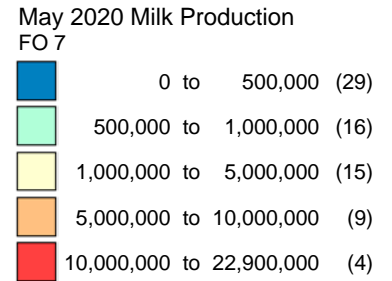 May 2020 Milk Production
FO 7
0 to 500,000 (29)
500,000 to 1,000,000 (16)
1,000,000 to 5,000,000 (15)
5,000,000 to 10,000,000 (9)
10,000,000 to 22,900,000 (4)